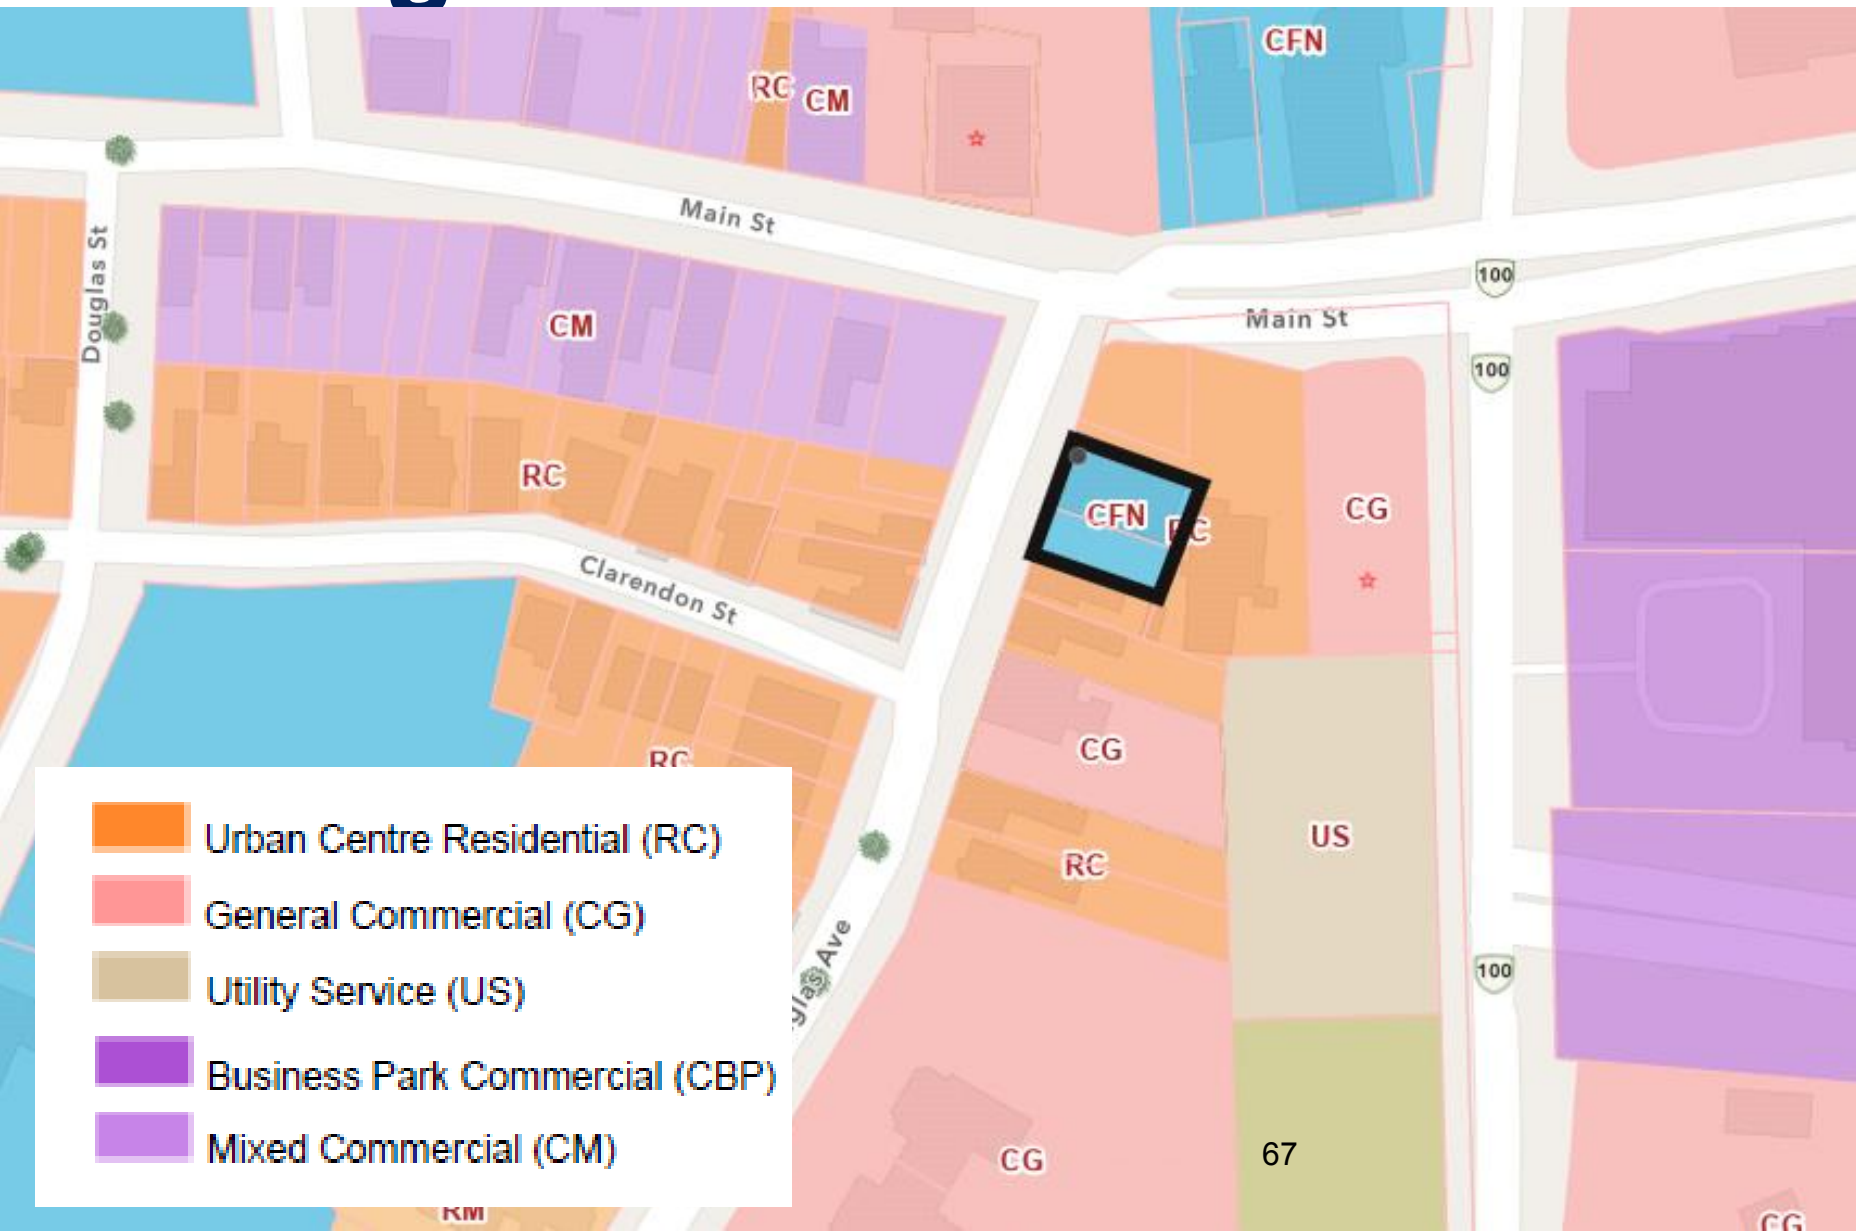 CFN
RC
CM
Main St
Douglas St
100
Main St
CM
100
RC
CFN
CG
Clarendon St
CG
RC
US
RC
Ave
100
Urban Centre Residential (RC)
General Commercial (CG)
Utility Service (US)
Business Park Commercial (CBP)
Mixed Commercial (CM)
CG
67
RM
CG